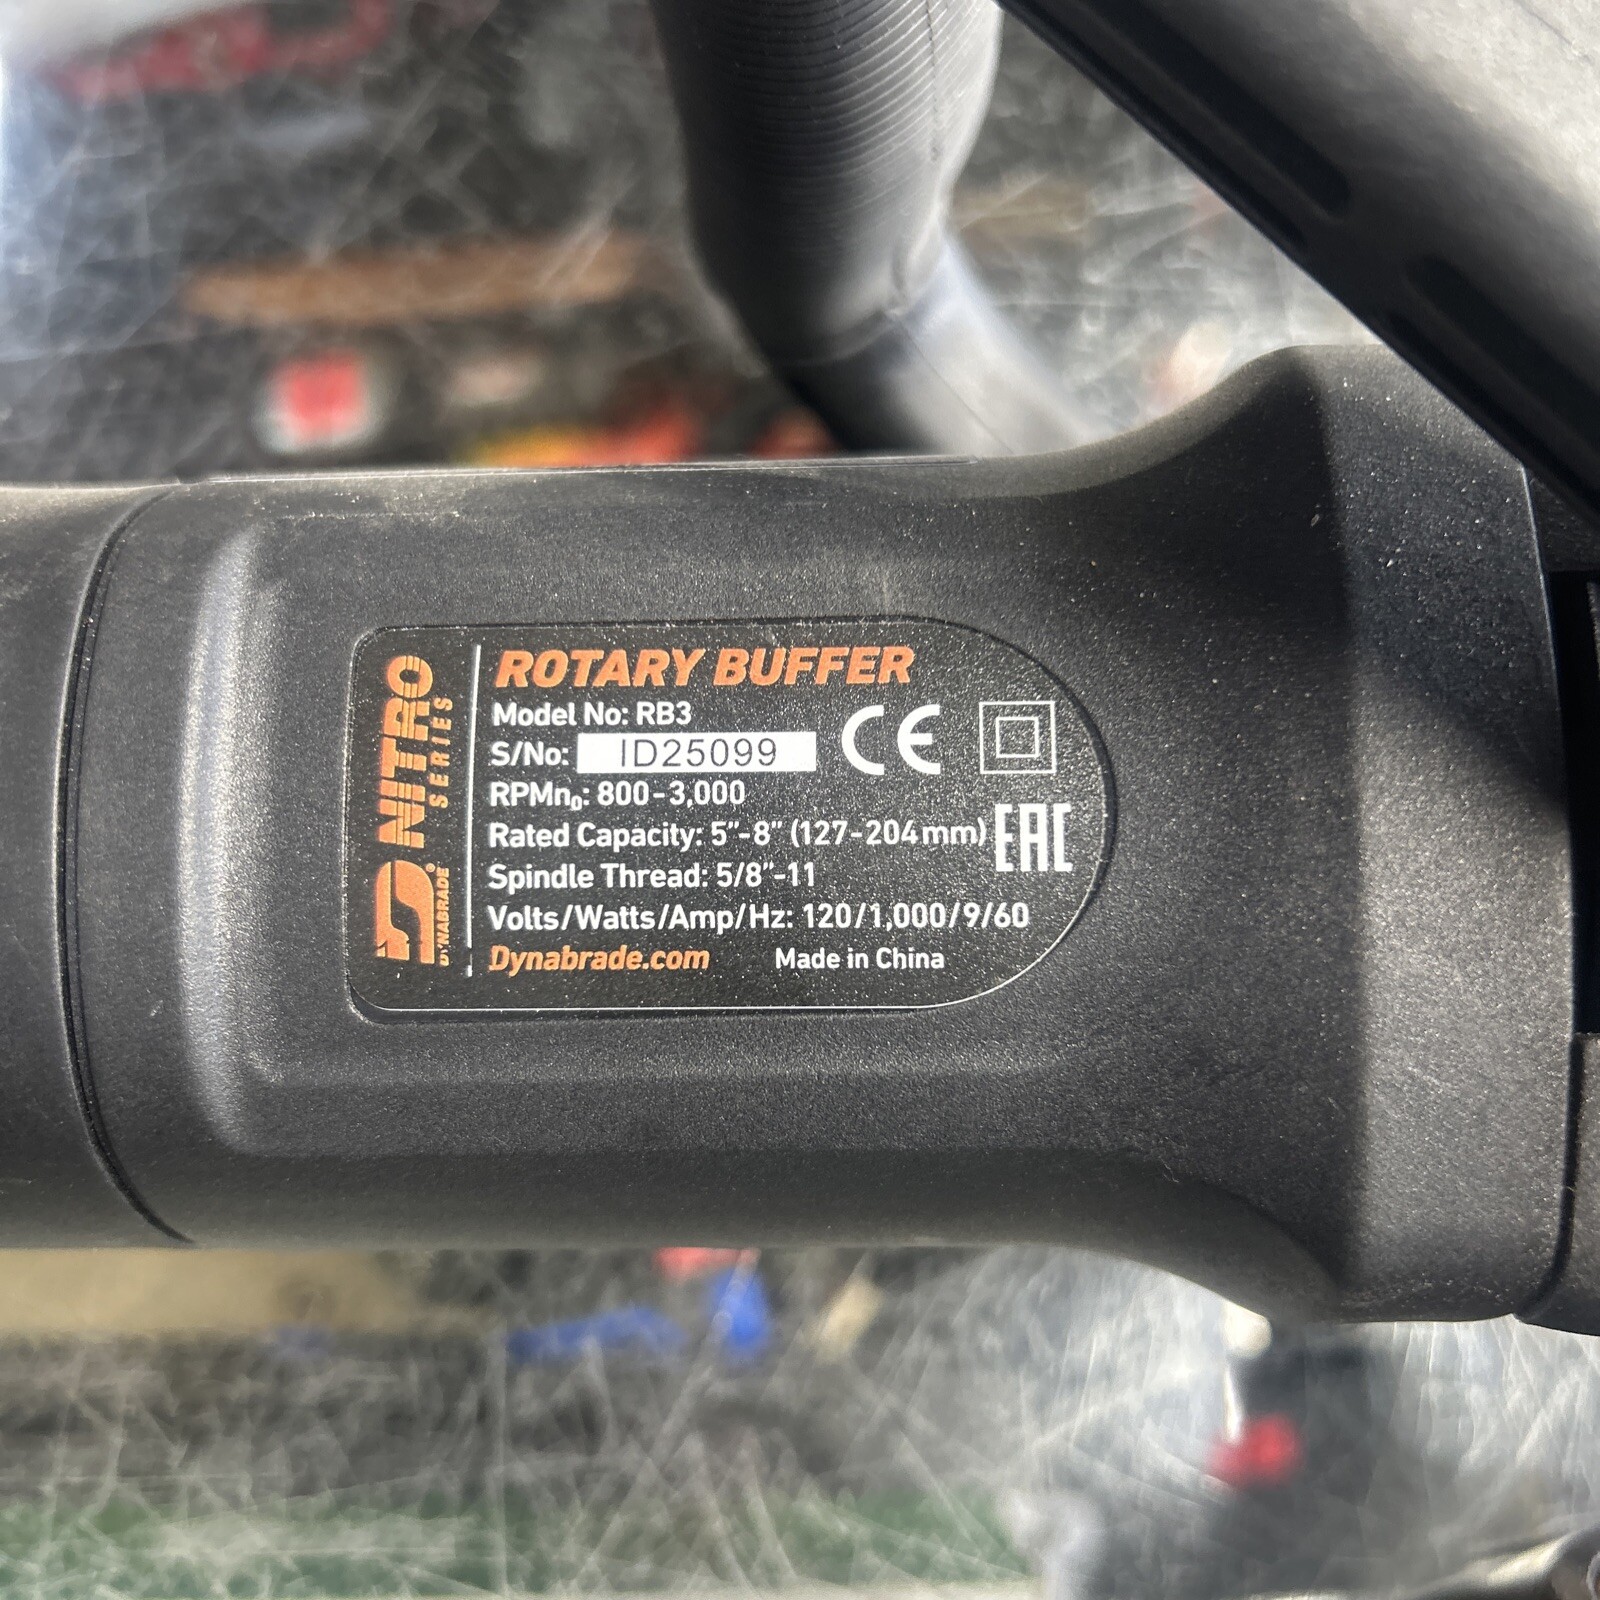 ROTARY BUFFER
Model No: RB3
S/No: ID25099
RPMn₀: 800-3,000
Rated Capacity: 5"-8" (127-204mm)
Spindle Thread: 5/8"-11
Volts/Watts/Amp/Hz: 120/1,000/9/60
Dynabrade.com Made in China
CE
EAC
NITRO
SERIES
DYNABRADE®